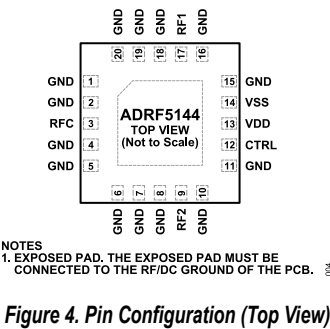 GND GND GND RF1 GND
20 19 18 17 16
GND 1 15 GND
GND 2 14 VSS
RFC 3 13 VDD
GND 4 12 CTRL
GND 5 11 GND
ADRF5144
TOP VIEW
(Not to Scale)
6 7 8 9 10
GND GND GND RF2 GND
NOTES
1. EXPOSED PAD. THE EXPOSED PAD MUST BE
CONNECTED TO THE RF/DC GROUND OF THE PCB.
004
Figure 4. Pin Configuration (Top View)